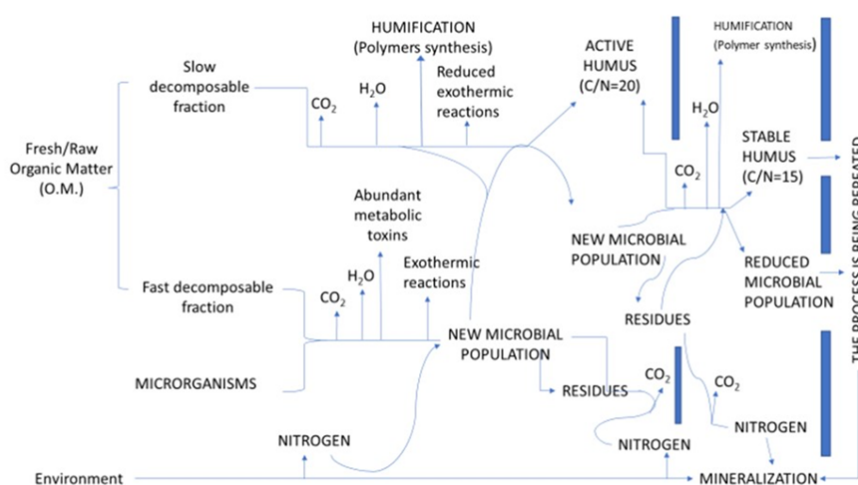 HUMIFICATION
(Polymers synthesis)
Slow
decomposable
fraction
CO2
H2O
Reduced
exothermic
reactions
ACTIVE
HUMUS
(C/N=20)
HUMIFICATION
(Polymer synthesis)
H2O
CO2
STABLE
HUMUS
(C/N=15)
Fresh/Raw
Organic Matter
(O.M.)
Abundant
metabolic
toxins
NEW MICROBIAL
POPULATION
REDUCED
MICROBIAL
POPULATION
Fast decomposable
fraction
CO2
H2O
Exothermic
reactions
RESIDUES
NEW MICROBIAL
POPULATION
MICRORGANISMS
RESIDUES
CO2
CO2
NITROGEN
NITROGEN
NITROGEN
Environment
MINERALIZATION
THE PROCESS IS BEING REPEATED